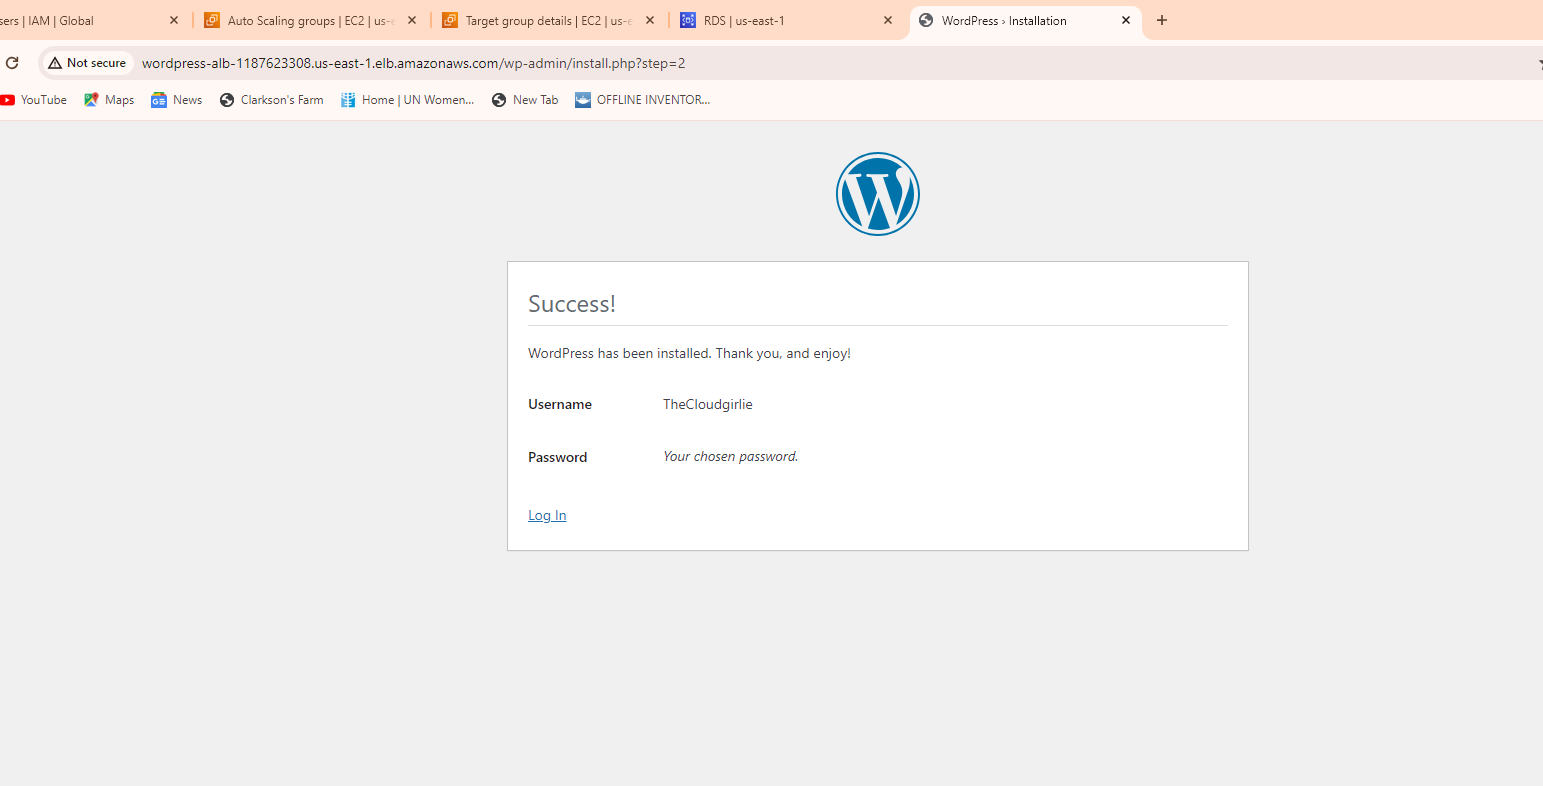 sers | IAM | Global
Auto Scaling groups | EC2 | us-e
Target group details | EC2 | us-e
RDS | us-east-1
WordPress › Installation
Not secure
wordpress-alb-1187623308.us-east-1.elb.amazonaws.com/wp-admin/install.php?step=2
YouTube
Maps
News
Clarkson's Farm
Home | UN Women...
New Tab
OFFLINE INVENTOR...
Success!
WordPress has been installed. Thank you, and enjoy!
Username TheCloudgirlie
Password Your chosen password.
Log In